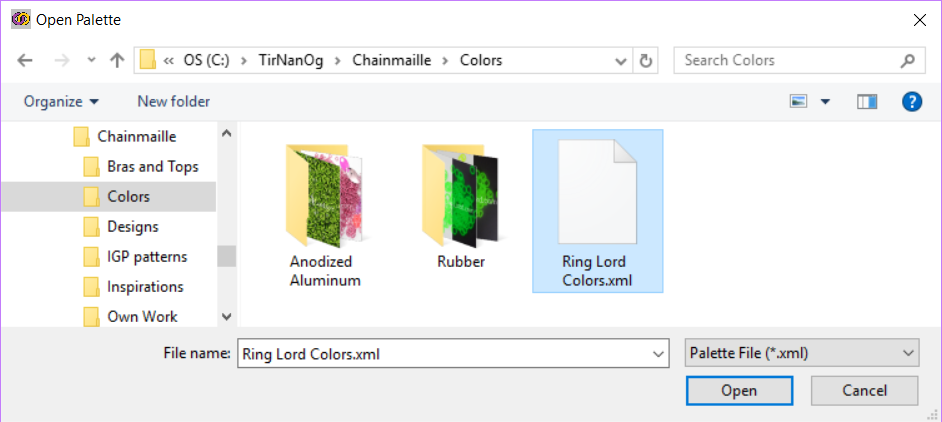 Open Palette
« OS (C:) > TirNanOg > Chainmaille > Colors
Search Colors
Organize
New folder
Chainmaille
Bras and Tops
Colors
Designs
IGP patterns
Inspirations
Own Work
Anodized
Aluminum
Rubber
Ring Lord
Colors.xml
File name:
Ring Lord Colors.xml
Palette File (*.xml)
Open
Cancel